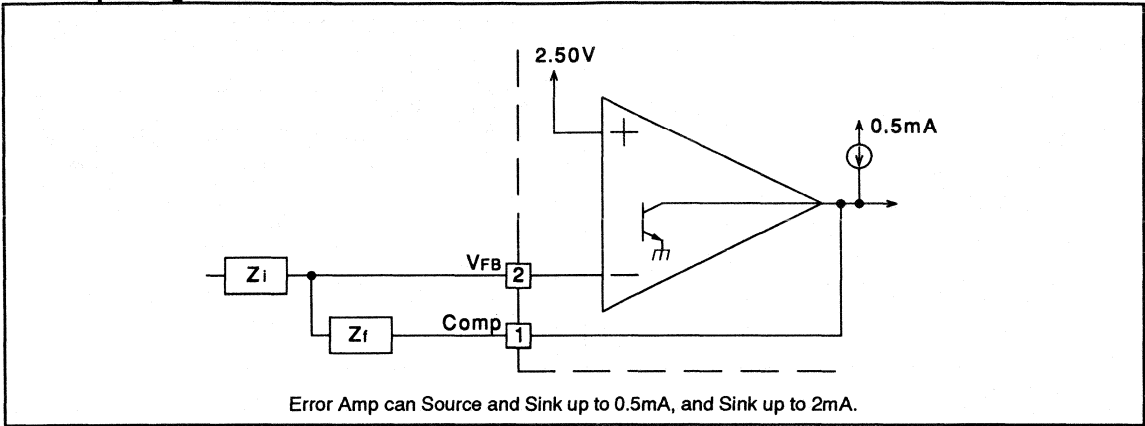 2.50V
0.5mA
+
VFB
2
−
Zi
Comp
1
Zf
Error Amp can Source and Sink up to 0.5mA, and Sink up to 2mA.